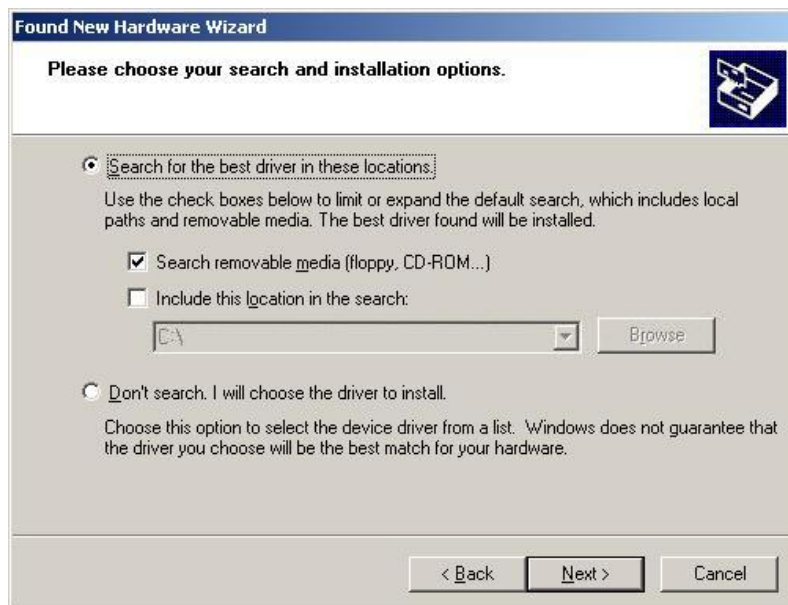 Found New Hardware Wizard
Please choose your search and installation options.
Search for the best driver in these locations.
Use the check boxes below to limit or expand the default search, which includes local
paths and removable media. The best driver found will be installed.
Search removable media (floppy, CD-ROM...)
Include this location in the search:
C:\
Browse
Don't search. I will choose the driver to install.
Choose this option to select the device driver from a list. Windows does not guarantee that
the driver you choose will be the best match for your hardware.
< Back
Next >
Cancel